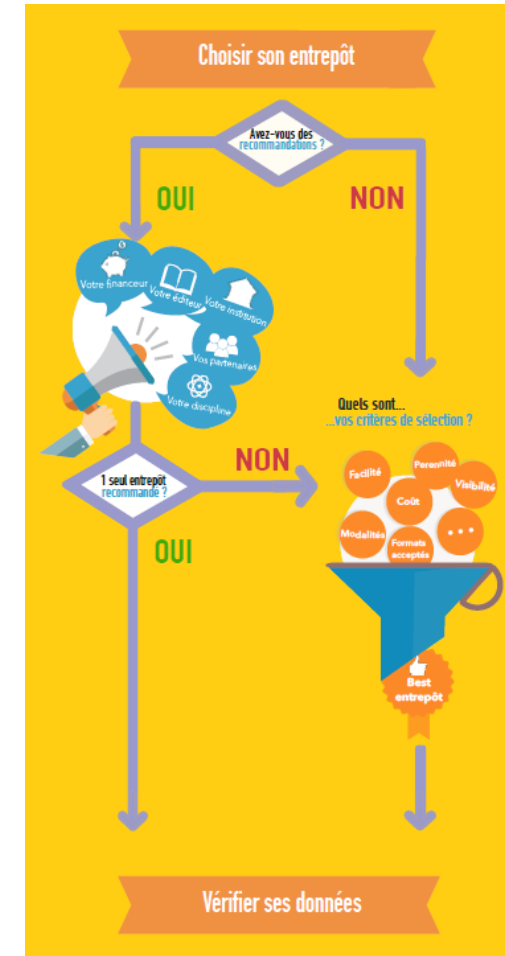 Choisir son entrepôt
Avez-vous des
recommandations ?
OUI
NON
Votre financeur
Votre éditeur
Votre institution
Vos partenaires
Votre discipline
Quels sont...
...vos critères de sélection ?
1 seul entrepôt
recommandé ?
NON
OUI
Facilité
Perennité
Visibilité
Coût
Modalités
Formats
acceptés
...
Best
entrepôt
Vérifier ses données